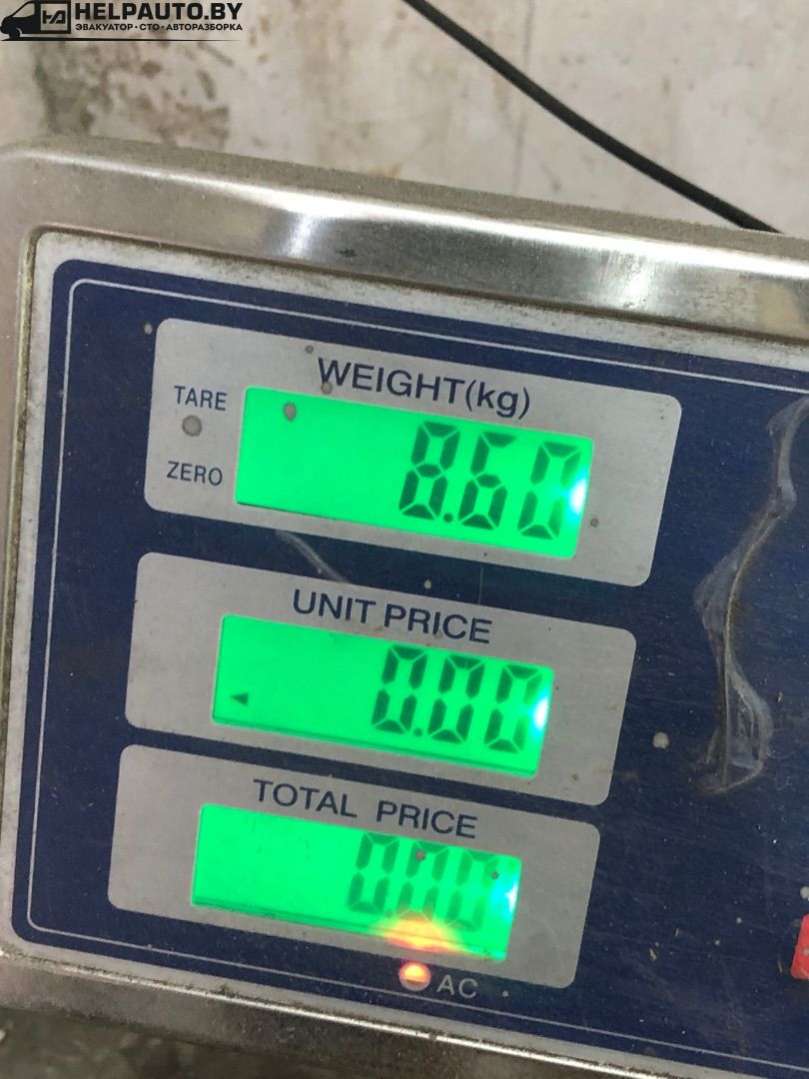 HELPAUTO.BY
ЭВАКУАТОР·СТО·АВТОРАЗБОРКА
WEIGHT(kg)
TARE
8.60
ZERO
UNIT PRICE
0.00
TOTAL PRICE
0.00
AC